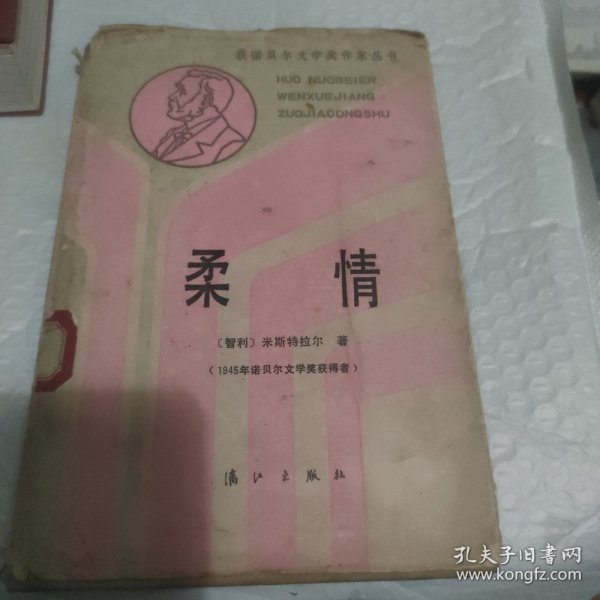 获诺贝尔文学奖作家丛书
HUO NUOBEIER
WENXUEJIANG
ZUOJIACONGSHU
柔情
〔智利〕米斯特拉尔 著
（1945年诺贝尔文学奖获得者）
漓江出版社
孔夫子旧书网
www.kongfz.com